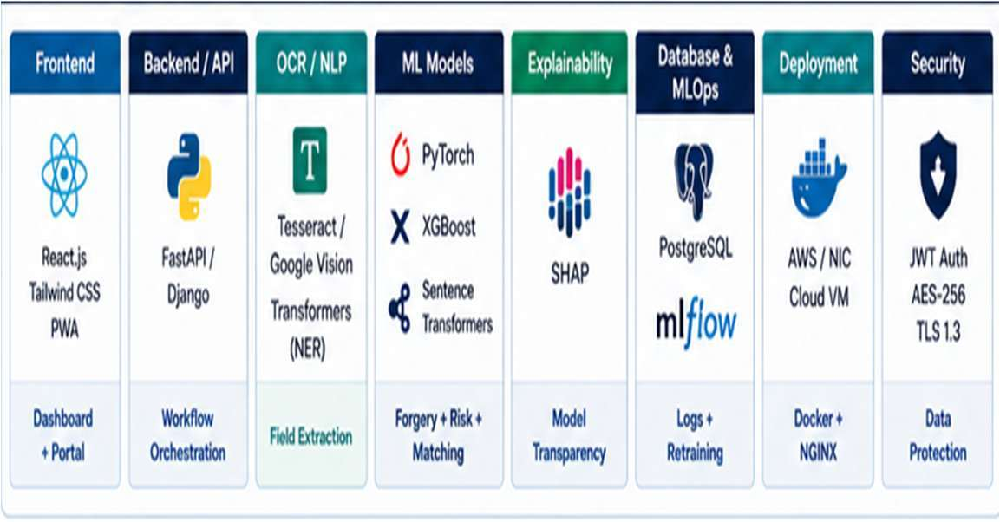 Frontend
React.js
Tailwind CSS
PWA
Dashboard
+ Portal
Backend / API
FastAPI /
Django
Workflow
Orchestration
OCR / NLP
T
Tesseract /
Google Vision
Transformers
(NER)
Field Extraction
ML Models
PyTorch
XGBoost
Sentence
Transformers
Forgery + Risk +
Matching
Explainability
SHAP
Model
Transparency
Database &
MLOps
PostgreSQL
mlflow
Logs +
Retraining
Deployment
AWS / NIC
Cloud VM
Docker +
NGINX
Security
JWT Auth
AES-256
TLS 1.3
Data
Protection